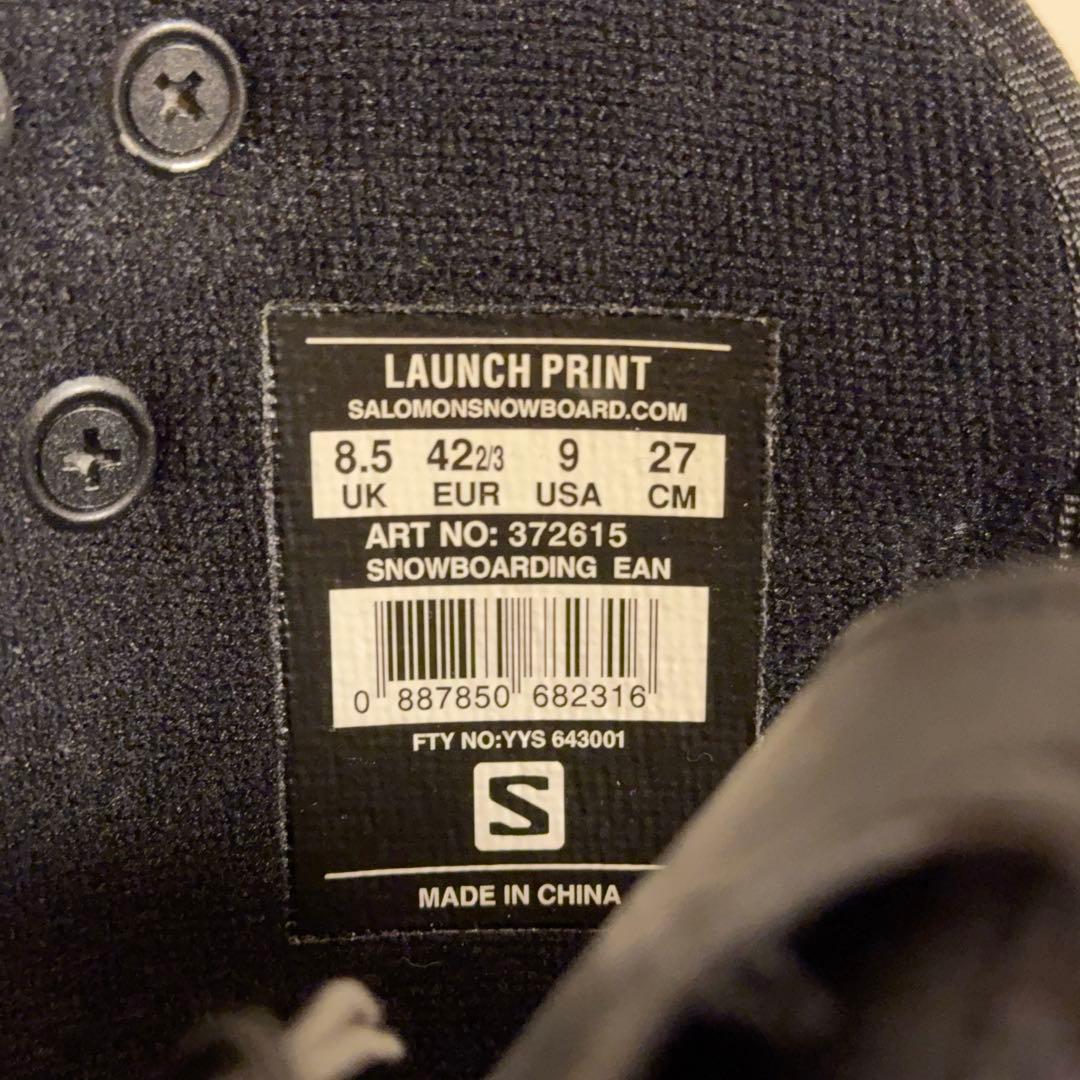 LAUNCH PRINT
SALOMONSNOWBOARD.COM
8.5 42 2/3 9 27
UK EUR USA CM
ART NO: 372615
SNOWBOARDING EAN
0 887850 682316
FTY NO:YYS 643001
S
MADE IN CHINA